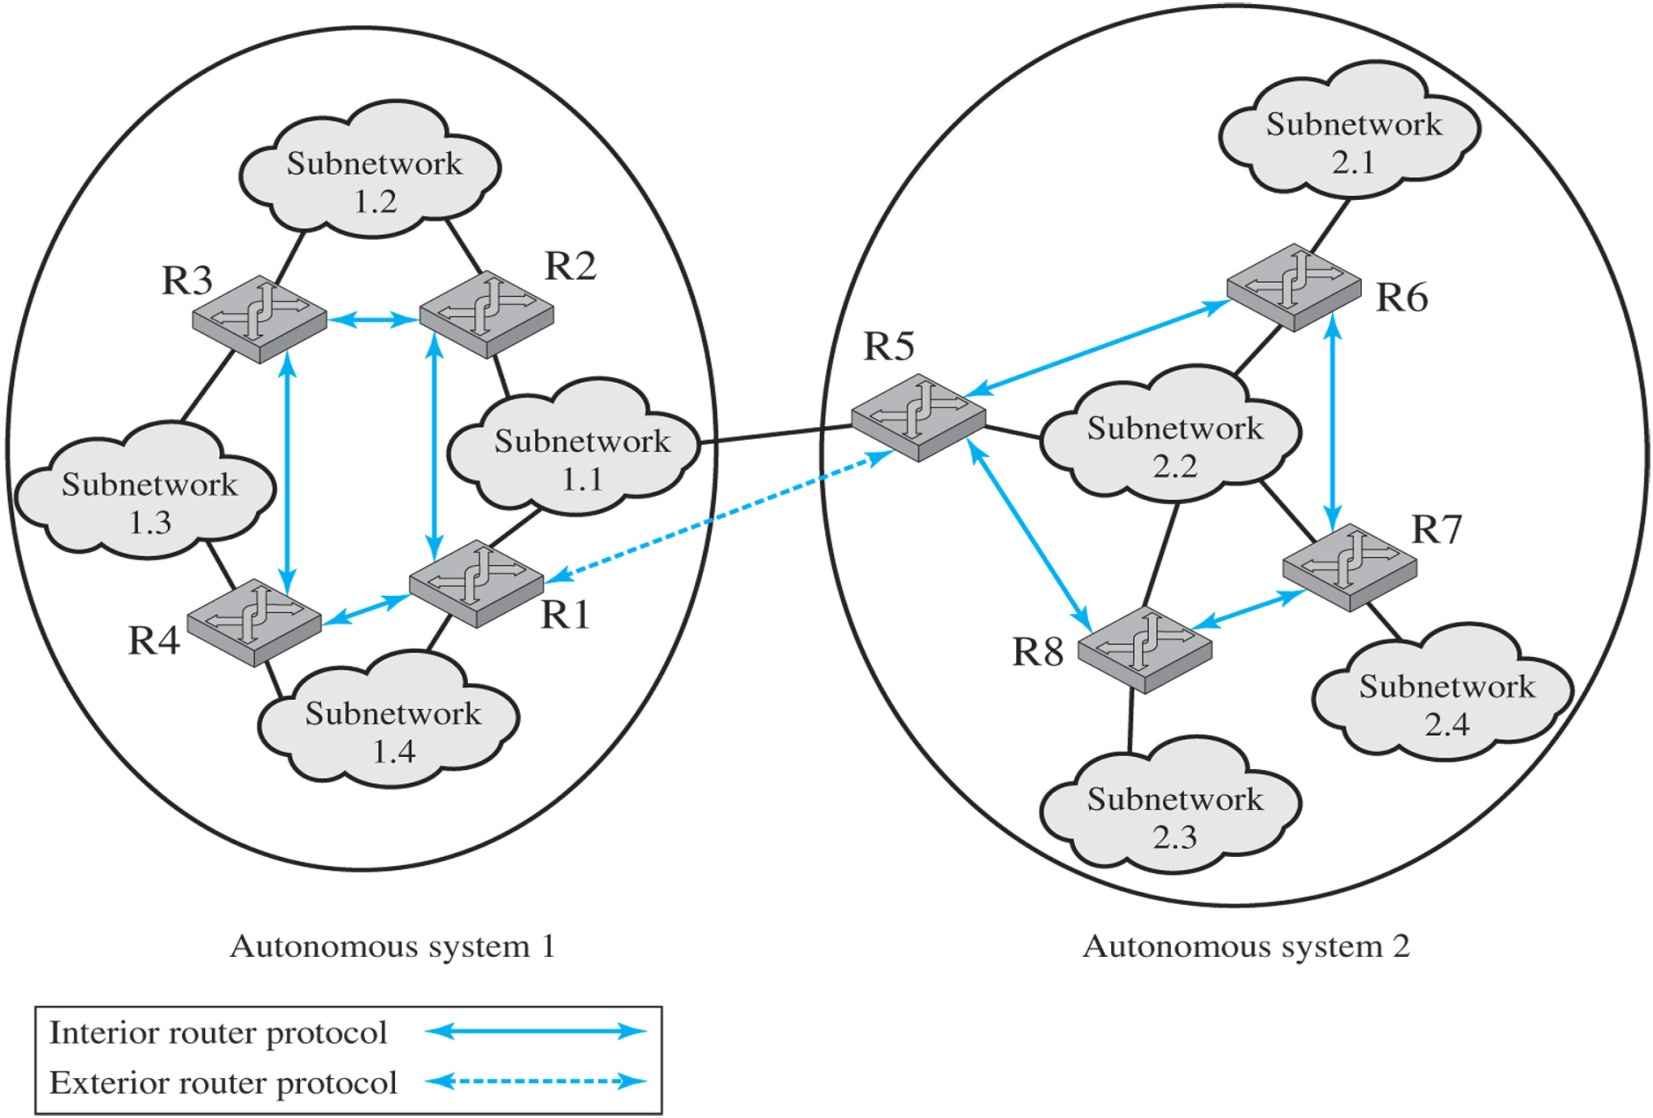 Subnetwork
2.1
Subnetwork
1.2
R3
R2
R6
R5
Subnetwork
1.1
Subnetwork
2.2
Subnetwork
1.3
R7
R4
R1
R8
Subnetwork
1.4
Subnetwork
2.4
Subnetwork
2.3
Autonomous system 1
Autonomous system 2
Interior router protocol
Exterior router protocol